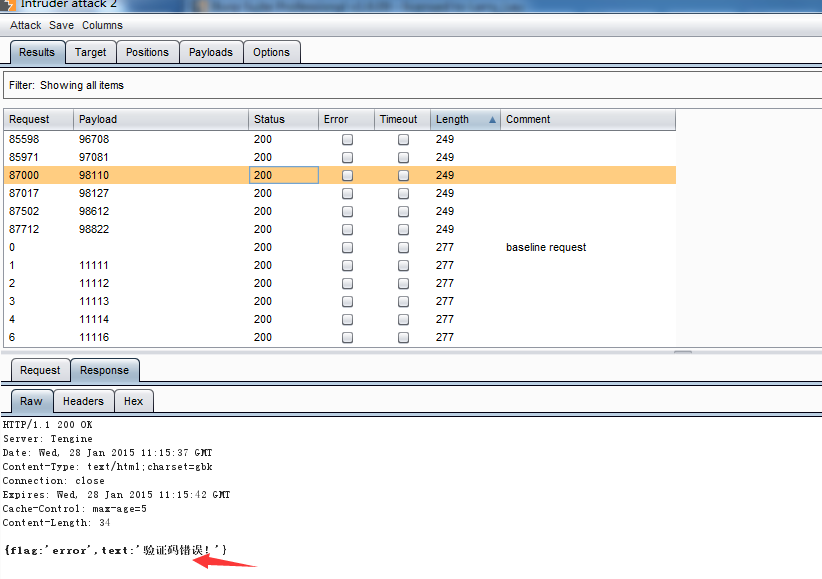 Intruder attack 2
Attack Save Columns
Results Target Positions Payloads Options
Filter: Showing all items
Request Payload Status Error Timeout Length Comment
85598 96708 200 249
85971 97081 200 249
87000 98110 200 249
87017 98127 200 249
87502 98612 200 249
87712 98822 200 249
0 200 277 baseline request
1 11111 200 277
2 11112 200 277
3 11113 200 277
4 11114 200 277
6 11116 200 277
Request Response
Raw Headers Hex
HTTP/1.1 200 OK
Server: Tengine
Date: Wed, 28 Jan 2015 11:15:37 GMT
Content-Type: text/html;charset=gbk
Connection: close
Expires: Wed, 28 Jan 2015 11:15:42 GMT
Cache-Control: max-age=5
Content-Length: 34
{flag:'error',text:'验证码错误!'}